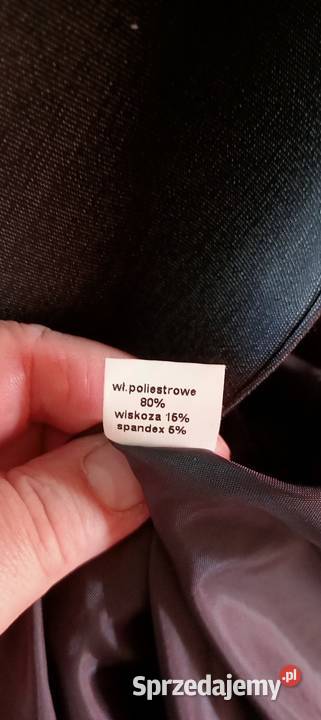 wł.poliestrowe
80%
wiskoza 15%
spandex 5%
Sprzedajemy.pl